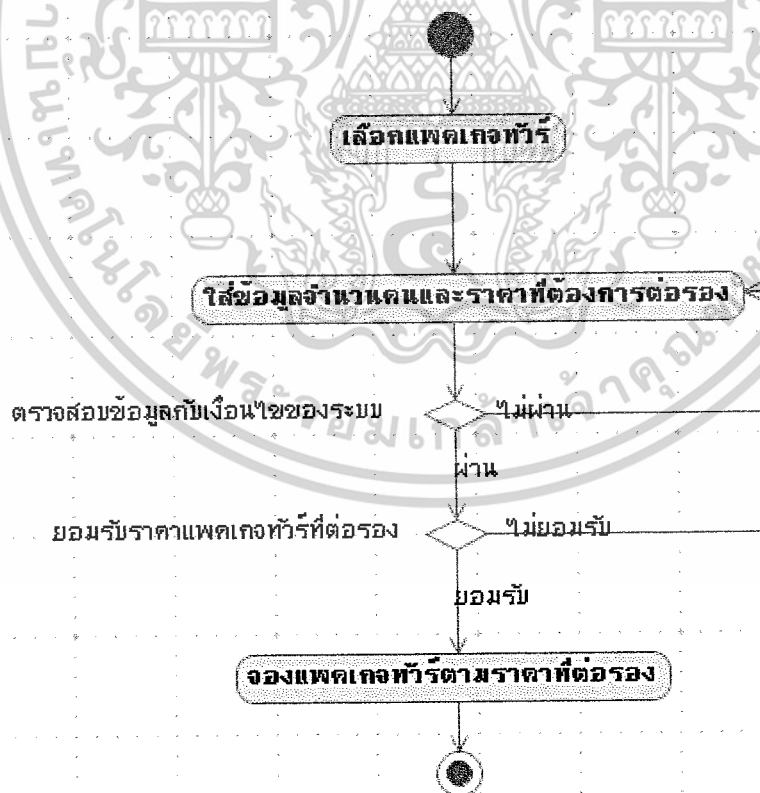 เลือกแพคเกจทัวร์
ใส่ข้อมูลจำนวนคนและราคาที่ต้องการต่อรอง
ตรวจสอบข้อมูลกับเงื่อนไขของระบบ
ไม่ผ่าน
ผ่าน
ยอมรับราคาแพคเกจทัวร์ที่ต่อรอง
ไม่ยอมรับ
ยอมรับ
จองแพคเกจทัวร์ตามราคาที่ต่อรอง